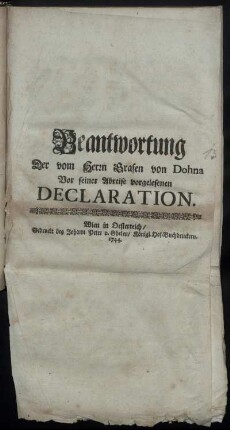 Beantwortung
Der vom Herrn Grafen von Dohna
Vor seiner Abreise vorgelesenen
DECLARATION.
Wien in Oesterreich/
Gedruckt bey Johann Peter v. Ghelen/ Königl. Hof-Buchdruckern.
1744.